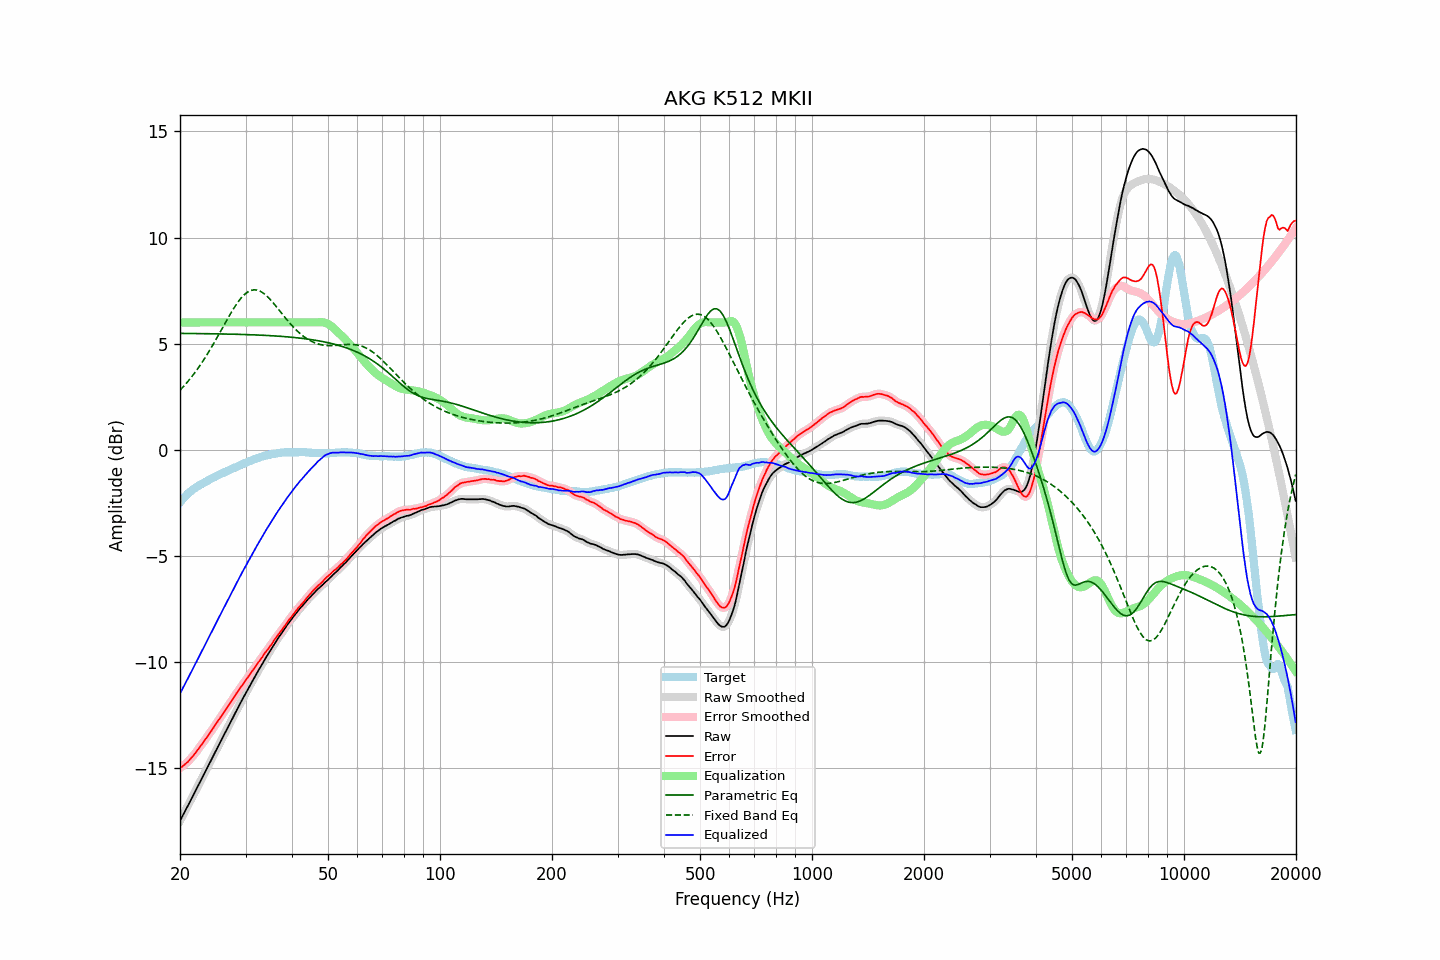 AKG K512 MKII
15
10
5
0
−5
−10
−15
Amplitude (dBr)
20
50
100
200
500
1000
2000
5000
10000
20000
Frequency (Hz)
Target
Raw Smoothed
Error Smoothed
Raw
Error
Equalization
Parametric Eq
Fixed Band Eq
Equalized